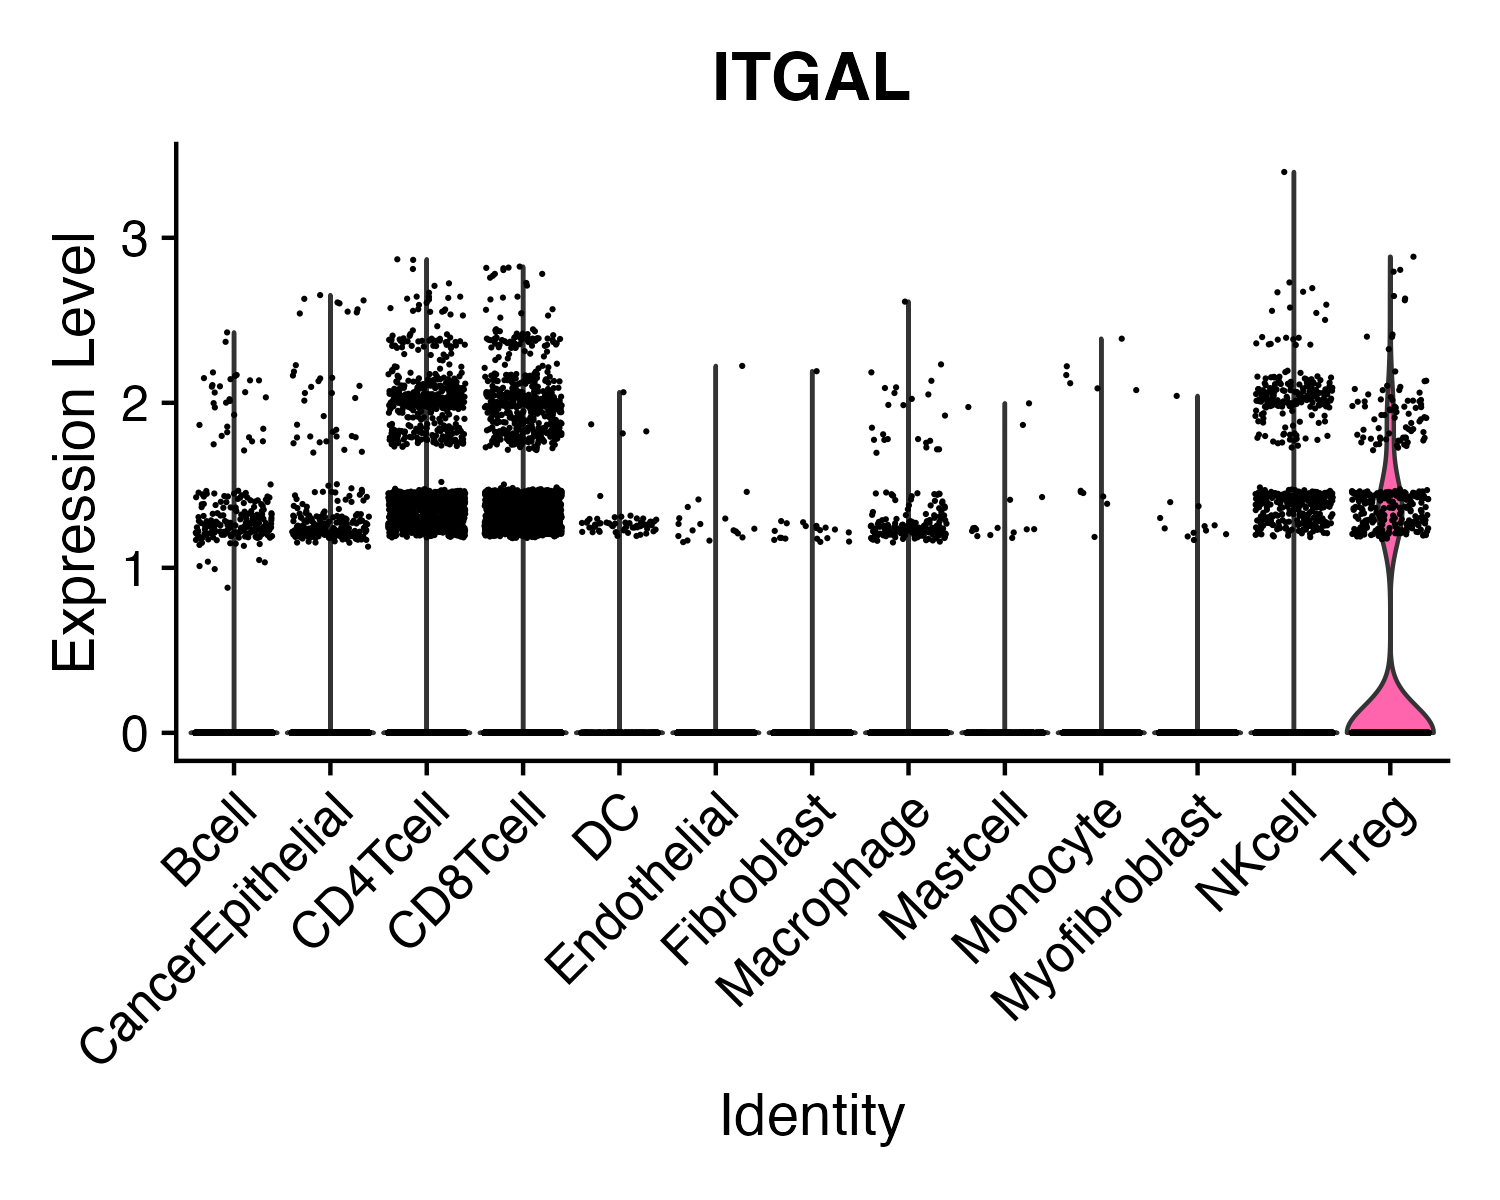 ITGAL
Expression Level
3
2
1
0
Bcell
CancerEpithelial
CD4Tcell
CD8Tcell
DC
Endothelial
Fibroblast
Macrophage
Mastcell
Monocyte
Myofibroblast
NKcell
Treg
Identity